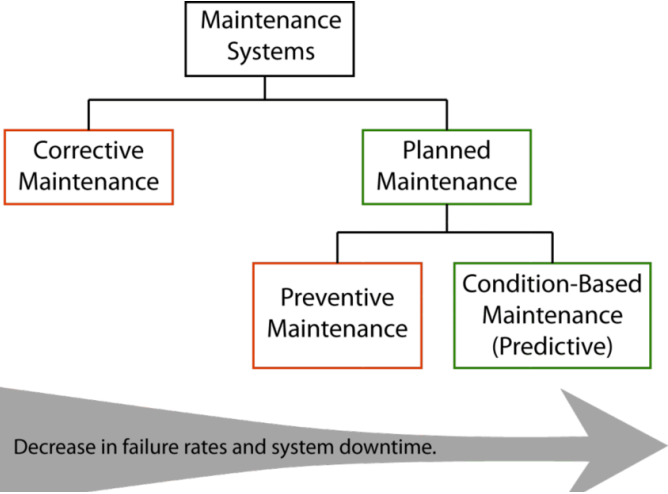 Maintenance
Systems
Corrective
Maintenance
Planned
Maintenance
Preventive
Maintenance
Condition-Based
Maintenance
(Predictive)
Decrease in failure rates and system downtime.